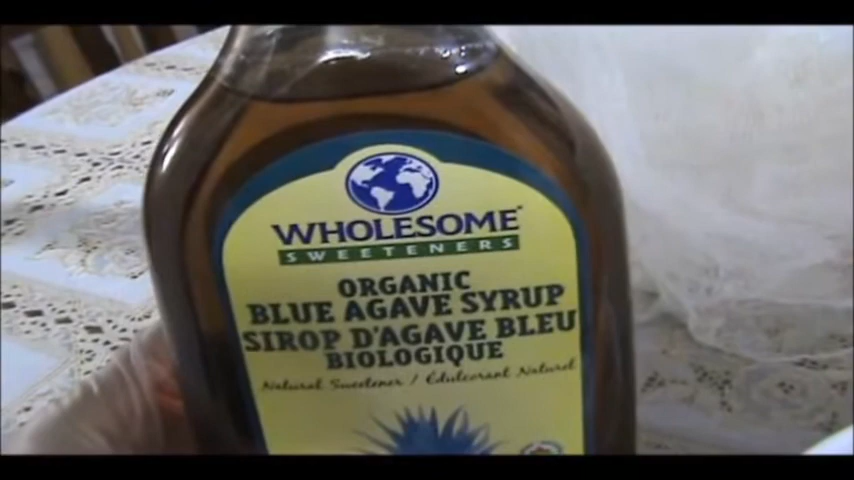 WHOLESOME
SWEETENERS
ORGANIC
BLUE AGAVE SYRUP
SIROP D'AGAVE BLEU
BIOLOGIQUE
Natural Sweetener / Édulcorant Naturel